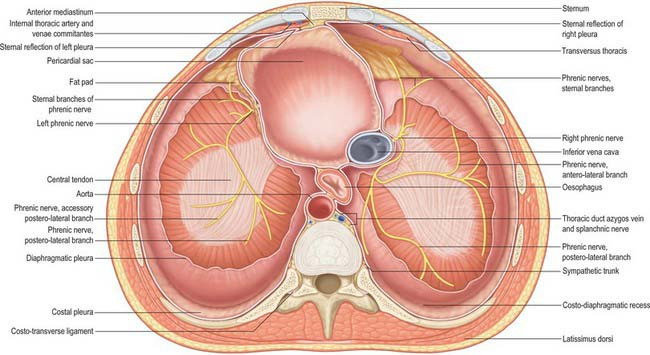 Anterior mediastinum
Internal thoracic artery and
venae commitantes
Sternal reflection of left pleura
Pericardial sac
Fat pad
Sternal branches of
phrenic nerve
Left phrenic nerve
Central tendon
Aorta
Phrenic nerve, accessory
postero-lateral branch
Phrenic nerve,
postero-lateral branch
Diaphragmatic pleura
Costal pleura
Costo-transverse ligament
Sternum
Sternal reflection of
right pleura
Transversus thoracis
Phrenic nerves,
sternal branches
Right phrenic nerve
Inferior vena cava
Phrenic nerve,
antero-lateral branch
Oesophagus
Thoracic duct azygos vein
and splanchnic nerve
Phrenic nerve,
postero-lateral branch
Sympathetic trunk
Costo-diaphragmatic recess
Latissimus dorsi